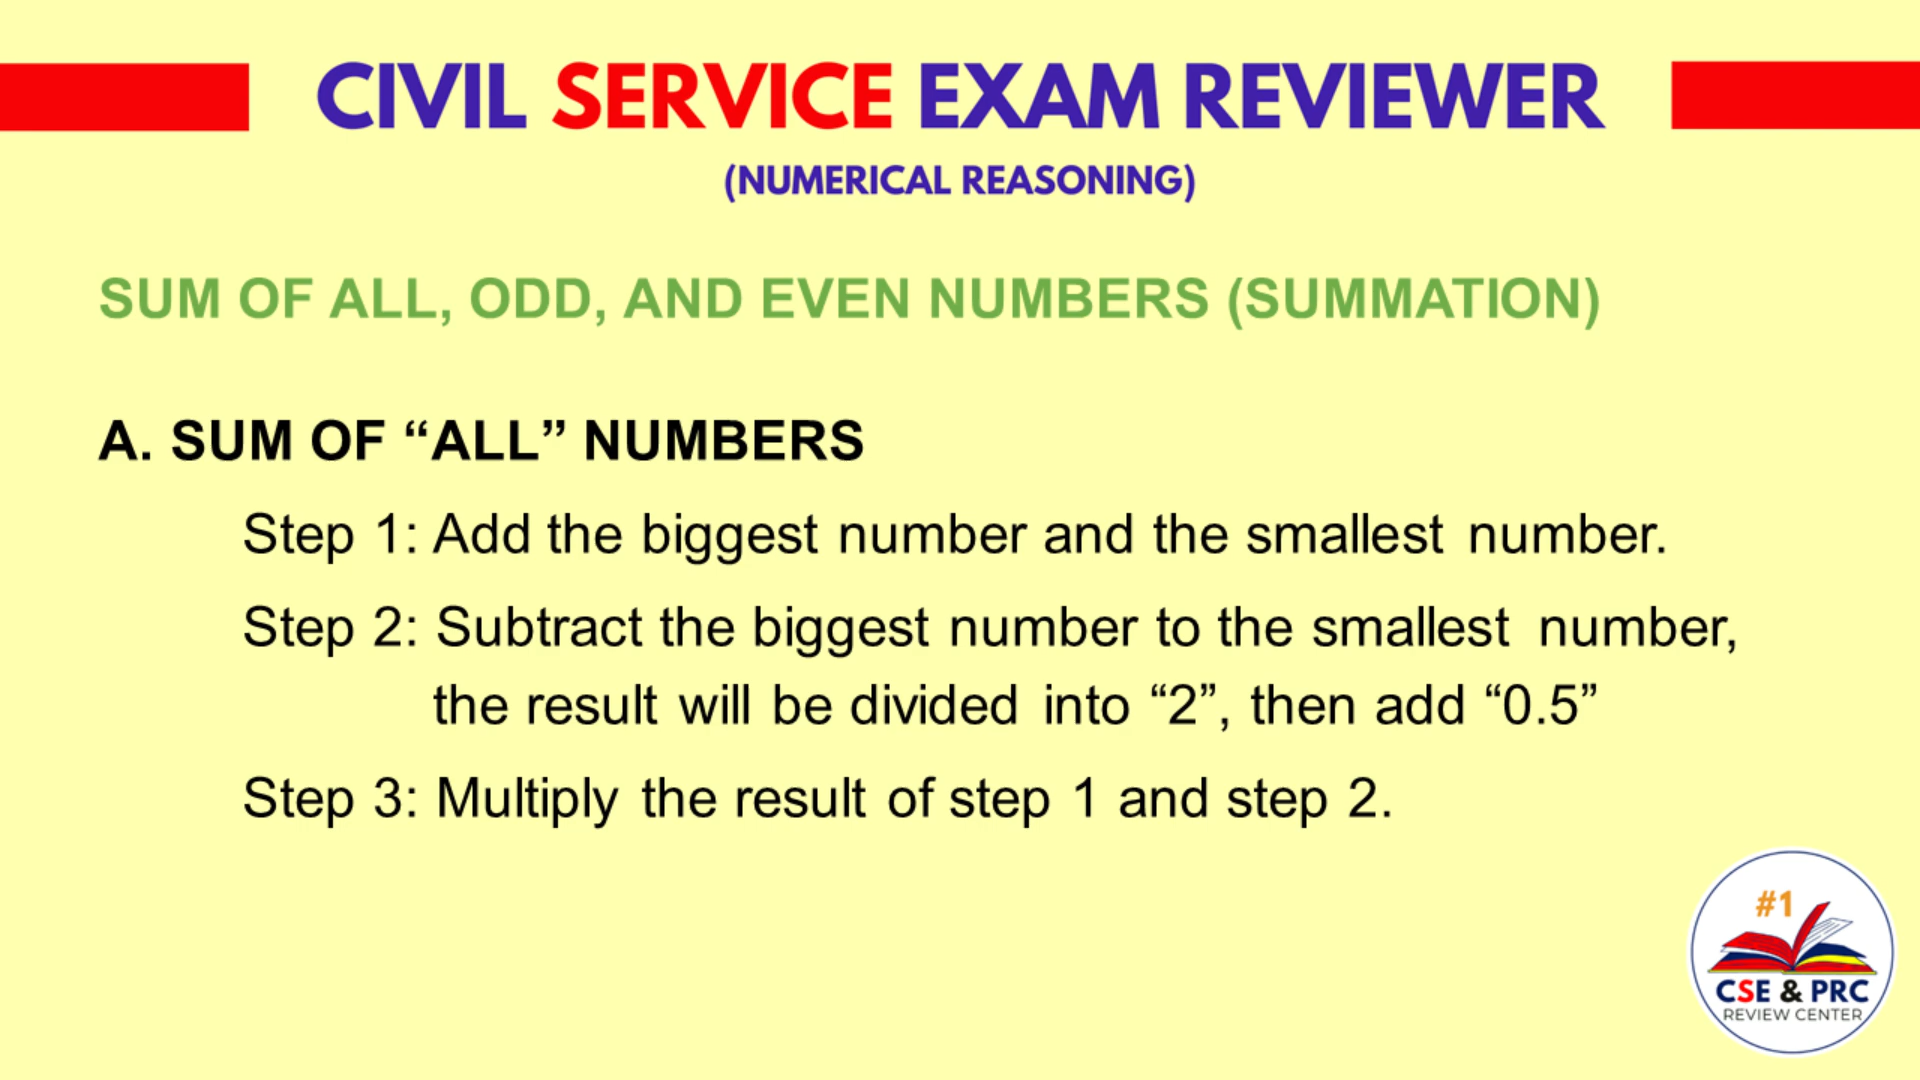 CIVIL SERVICE EXAM REVIEWER
(NUMERICAL REASONING)
SUM OF ALL, ODD, AND EVEN NUMBERS (SUMMATION)
A. SUM OF “ALL” NUMBERS
Step 1: Add the biggest number and the smallest number.
Step 2: Subtract the biggest number to the smallest number,
the result will be divided into “2”, then add “0.5”
Step 3: Multiply the result of step 1 and step 2.
#1
CSE & PRC
REVIEW CENTER